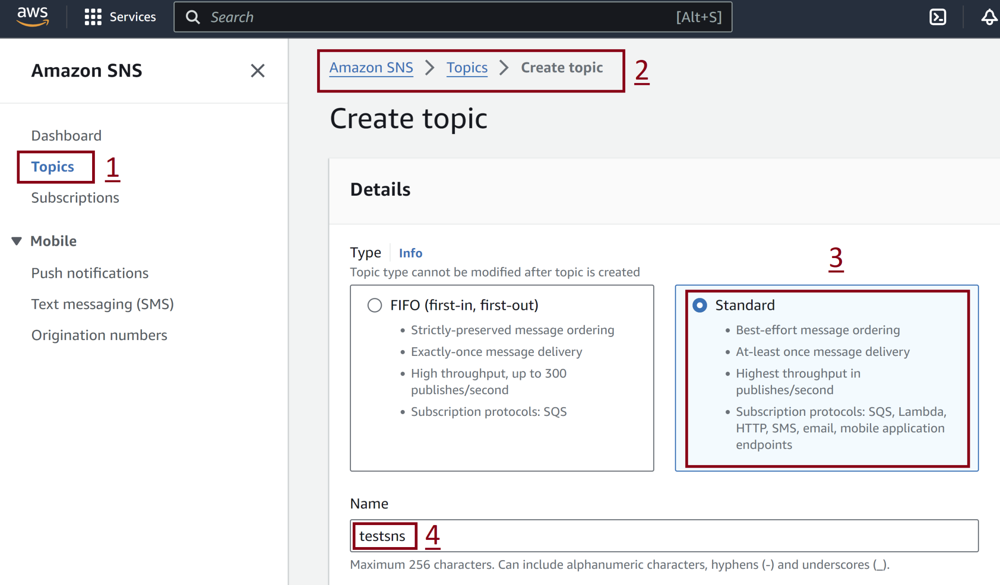 aws
Services
Search
[Alt+S]
Amazon SNS
Dashboard
Topics
1
Subscriptions
Mobile
Push notifications
Text messaging (SMS)
Origination numbers
Amazon SNS > Topics > Create topic
2
Create topic
Details
Type
Info
Topic type cannot be modified after topic is created
3
FIFO (first-in, first-out)
• Strictly-preserved message ordering
• Exactly-once message delivery
• High throughput, up to 300
publishes/second
• Subscription protocols: SQS
Standard
• Best-effort message ordering
• At-least once message delivery
• Highest throughput in
publishes/second
• Subscription protocols: SQS, Lambda,
HTTP, SMS, email, mobile application
endpoints
Name
testsns
4
Maximum 256 characters. Can include alphanumeric characters, hyphens (-) and underscores (_).